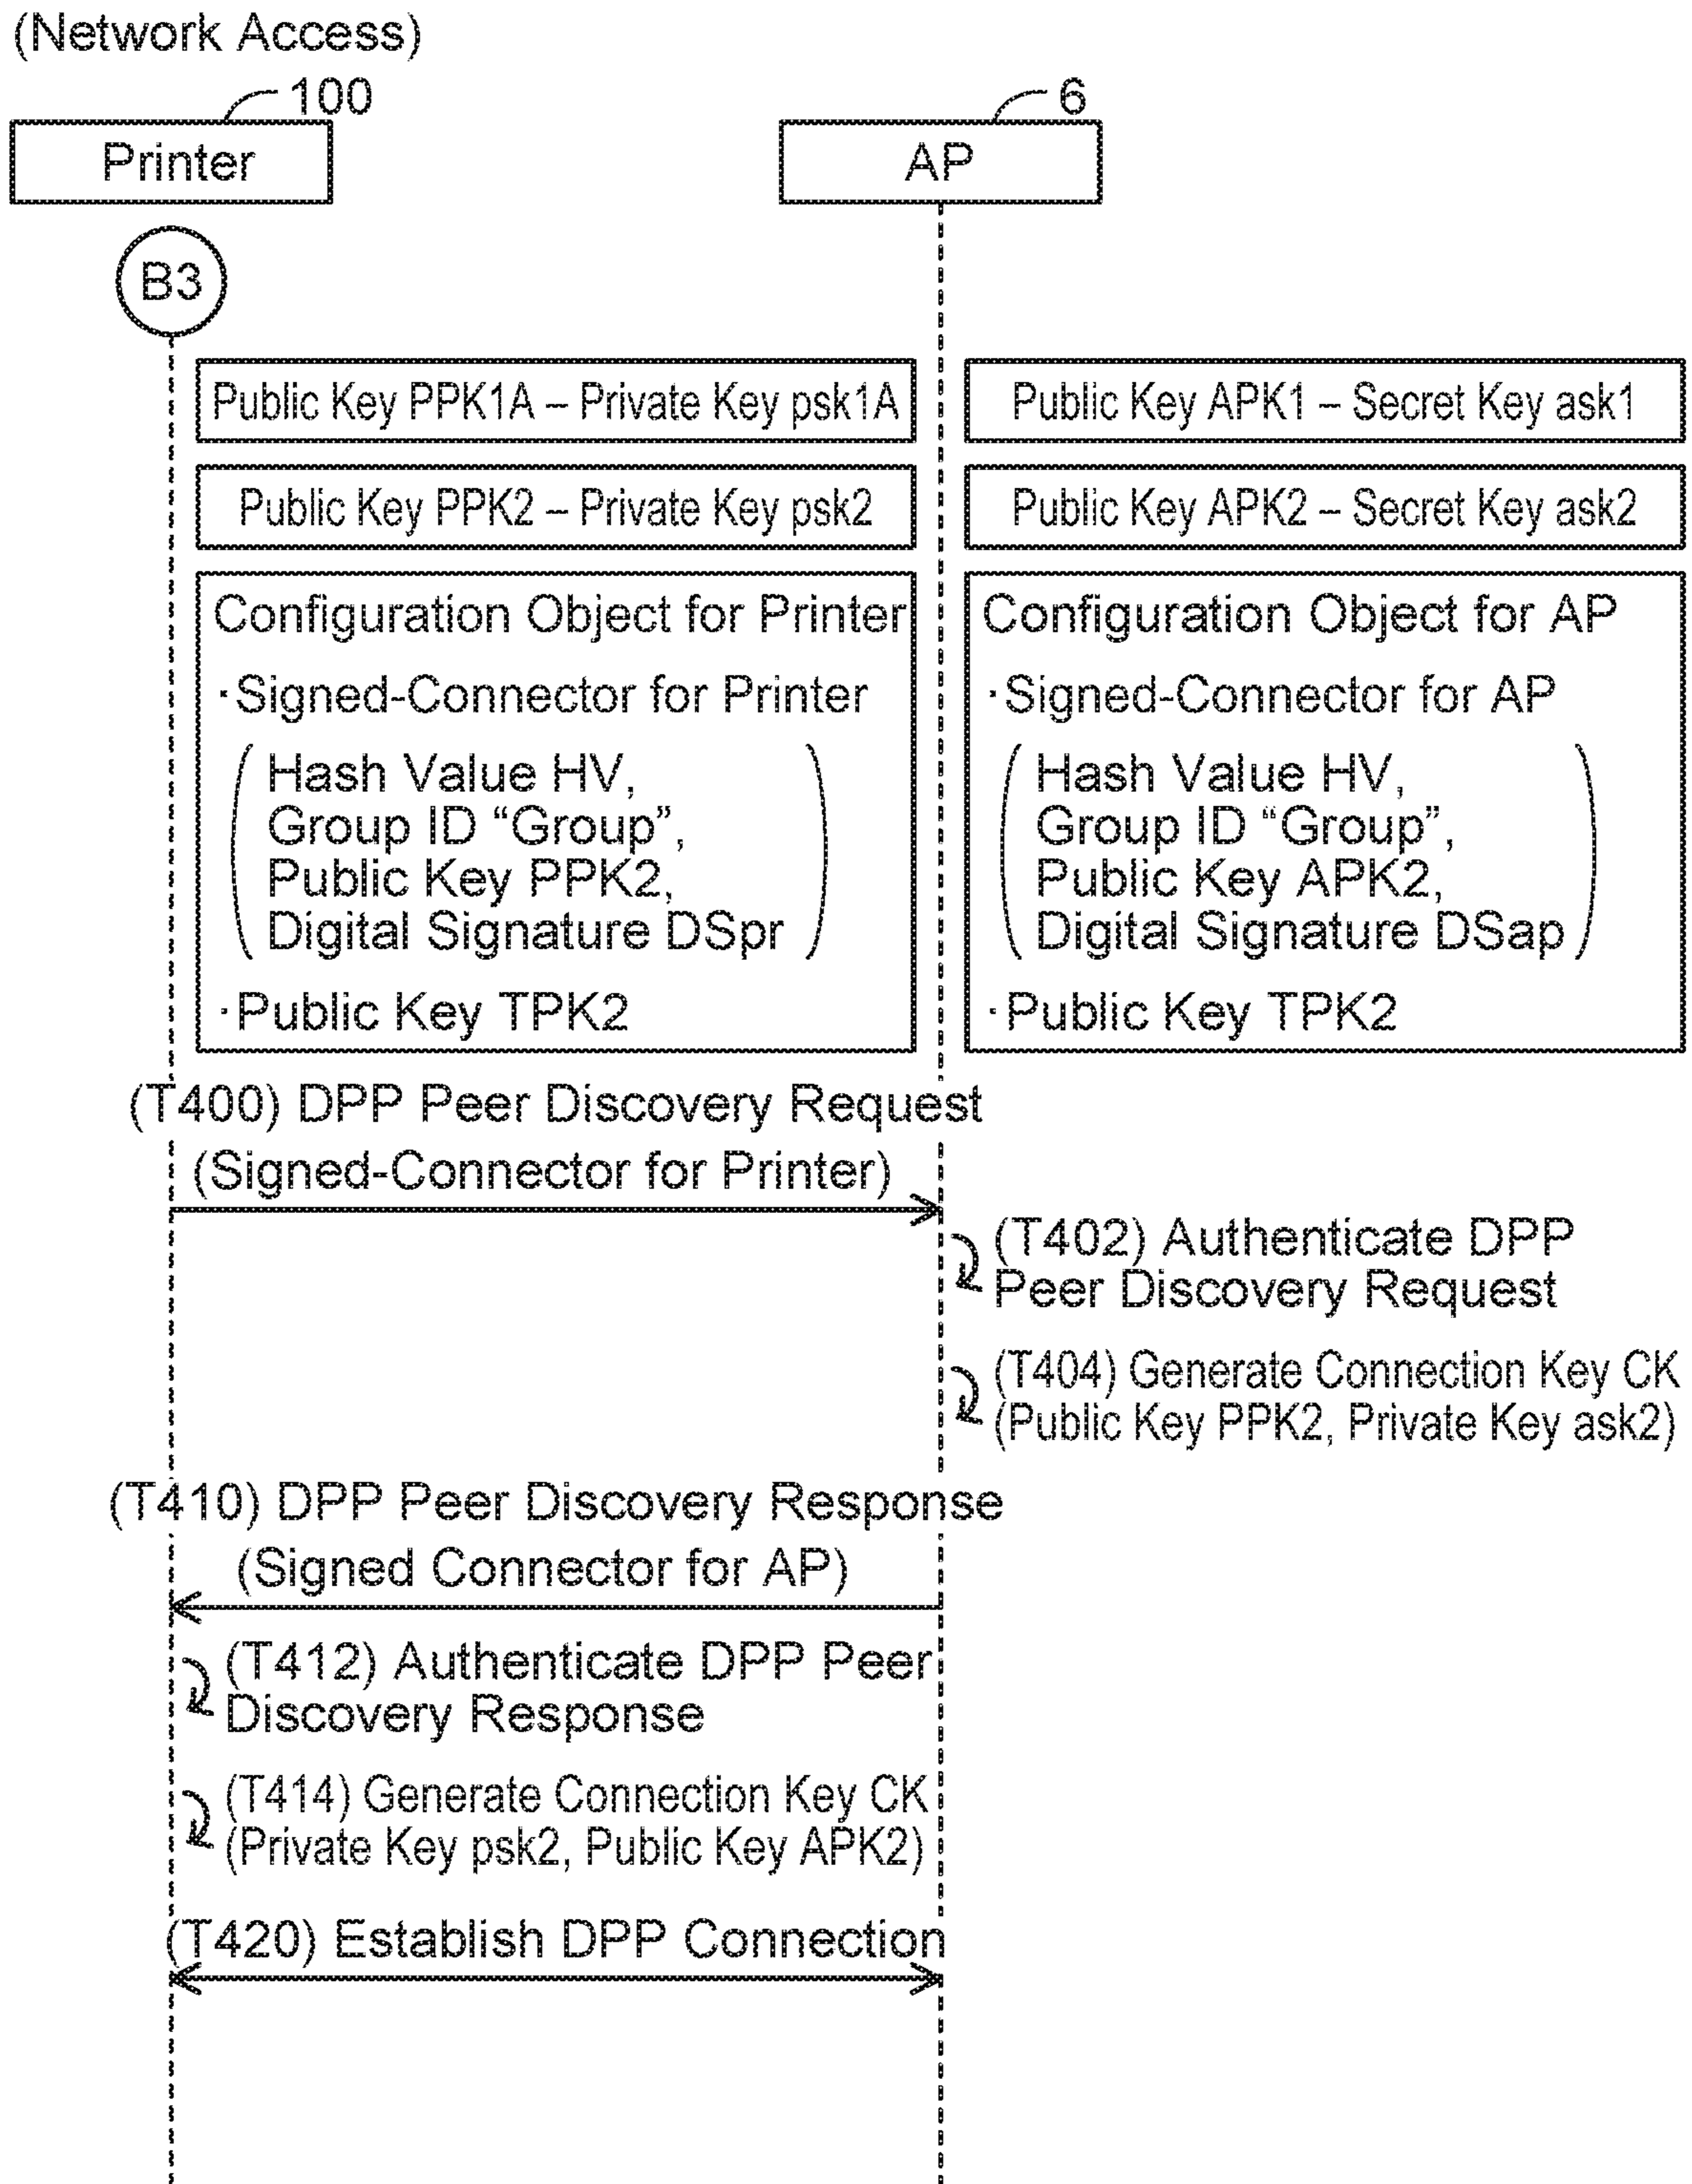 (Network Access)
100
6
Printer
AP
B3
Public Key PPK1A – Private Key psk1A
Public Key APK1 – Secret Key ask1
Public Key PPK2 – Private Key psk2
Public Key APK2 – Secret Key ask2
Configuration Object for Printer
·Signed-Connector for Printer
Hash Value HV,
Group ID “Group”,
Public Key PPK2,
Digital Signature DSpr
·Public Key TPK2
Configuration Object for AP
·Signed-Connector for AP
Hash Value HV,
Group ID “Group”,
Public Key APK2,
Digital Signature DSap
·Public Key TPK2
(T400) DPP Peer Discovery Request
(Signed-Connector for Printer)
(T402) Authenticate DPP
Peer Discovery Request
(T404) Generate Connection Key CK
(Public Key PPK2, Private Key ask2)
(T410) DPP Peer Discovery Response
(Signed Connector for AP)
(T412) Authenticate DPP Peer
Discovery Response
(T414) Generate Connection Key CK
(Private Key psk2, Public Key APK2)
(T420) Establish DPP Connection